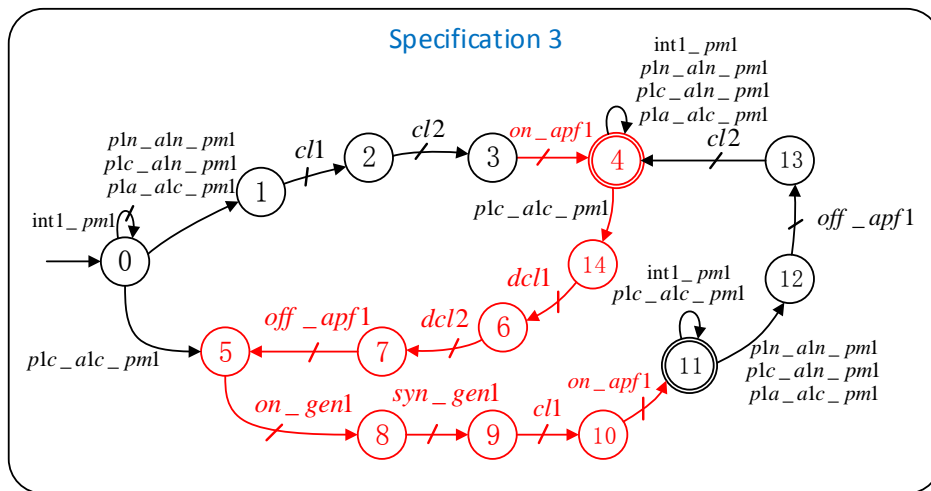 Specification 3
int1_pm1
p1n_a1n_pm1
p1c_a1n_pm1
p1a_a1c_pm1
p1n_a1n_pm1
p1c_a1n_pm1
p1a_a1c_pm1
cl1
cl2
on_apf1
cl2
2
3
4
13
1
int1_pm1
p1c_a1c_pm1
off_apf1
0
14
dcl1
int1_pm1
p1c_a1c_pm1
12
off_apf1
dcl2
6
p1c_a1c_pm1
5
7
11
p1n_a1n_pm1
p1c_a1n_pm1
p1a_a1c_pm1
on_gen1
syn_gen1
on_apf1
cl1
8
9
10